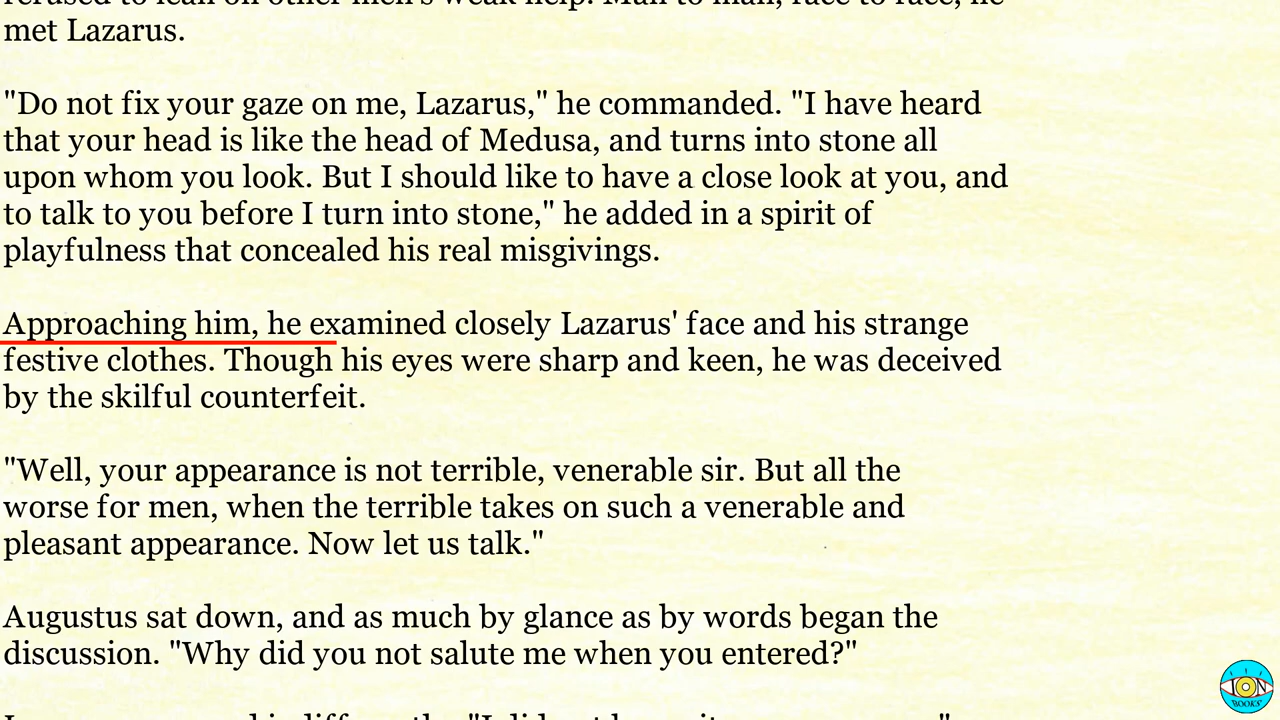 met Lazarus.
"Do not fix your gaze on me, Lazarus," he commanded. "I have heard
that your head is like the head of Medusa, and turns into stone all
upon whom you look. But I should like to have a close look at you, and
to talk to you before I turn into stone," he added in a spirit of
playfulness that concealed his real misgivings.
Approaching him, he examined closely Lazarus' face and his strange
festive clothes. Though his eyes were sharp and keen, he was deceived
by the skilful counterfeit.
"Well, your appearance is not terrible, venerable sir. But all the
worse for men, when the terrible takes on such a venerable and
pleasant appearance. Now let us talk."
Augustus sat down, and as much by glance as by words began the
discussion. "Why did you not salute me when you entered?"
ION
BOOKS